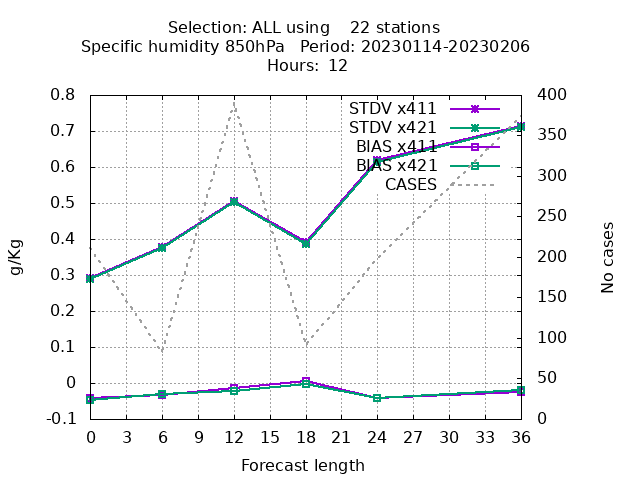 Selection: ALL using    22 stations
Specific humidity 850hPa   Period: 20230114-20230206
Hours: 12
STDV x411
STDV x421
BIAS x411
BIAS x421
CASES
0.8
0.7
0.6
0.5
0.4
0.3
0.2
0.1
0
-0.1
g/Kg
400
350
300
250
200
150
100
50
0
No cases
0 3 6 9 12 15 18 21 24 27 30 33 36
Forecast length